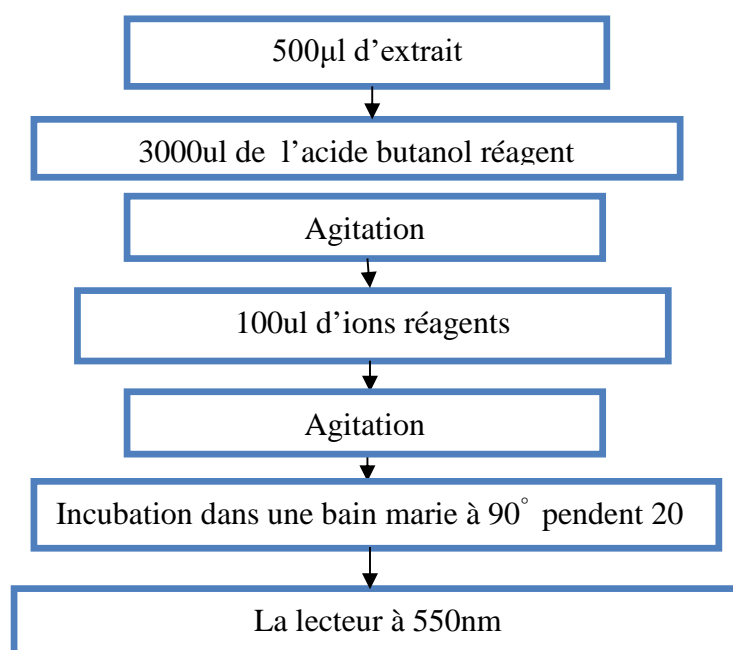 500µl d’extrait
3000ul de l’acide butanol réagent
Agitation
100ul d’ions réagents
Agitation
Incubation dans une bain marie à 90° pendent 20
La lecteur à 550nm